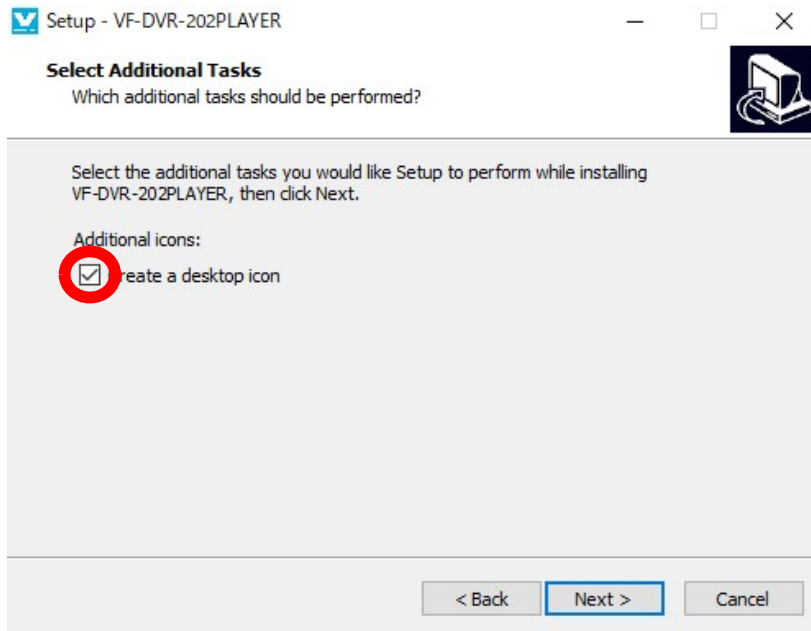 Setup - VF-DVR-202PLAYER
Select Additional Tasks
Which additional tasks should be performed?
Select the additional tasks you would like Setup to perform while installing
VF-DVR-202PLAYER, then click Next.
Additional icons:
Create a desktop icon
< Back
Next >
Cancel